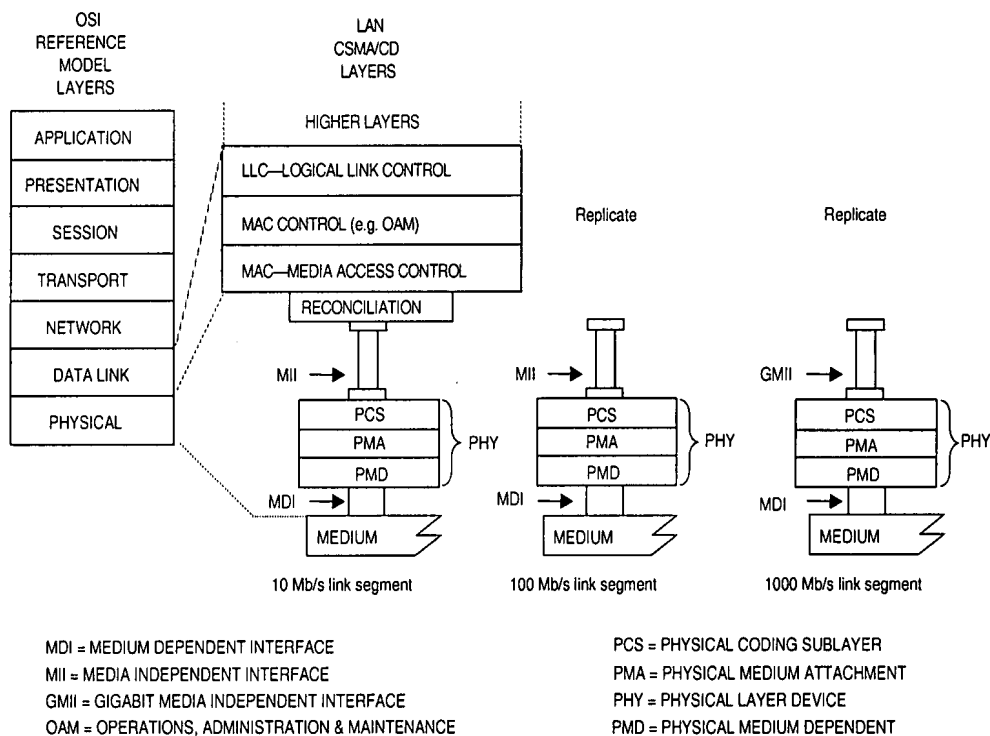 OSI
REFERENCE
MODEL
LAYERS
APPLICATION
PRESENTATION
SESSION
TRANSPORT
NETWORK
DATA LINK
PHYSICAL
LAN
CSMA/CD
LAYERS
HIGHER LAYERS
LLC—LOGICAL LINK CONTROL
MAC CONTROL (e.g. OAM)
MAC—MEDIA ACCESS CONTROL
RECONCILIATION
MII
PCS
PMA
PMD
PHY
MDI
MEDIUM
10 Mb/s link segment
Replicate
MII
PCS
PMA
PMD
PHY
MDI
MEDIUM
100 Mb/s link segment
Replicate
GMII
PCS
PMA
PMD
PHY
MDI
MEDIUM
1000 Mb/s link segment
MDI = MEDIUM DEPENDENT INTERFACE
MII = MEDIA INDEPENDENT INTERFACE
GMII = GIGABIT MEDIA INDEPENDENT INTERFACE
OAM = OPERATIONS, ADMINISTRATION & MAINTENANCE
PCS = PHYSICAL CODING SUBLAYER
PMA = PHYSICAL MEDIUM ATTACHMENT
PHY = PHYSICAL LAYER DEVICE
PMD = PHYSICAL MEDIUM DEPENDENT